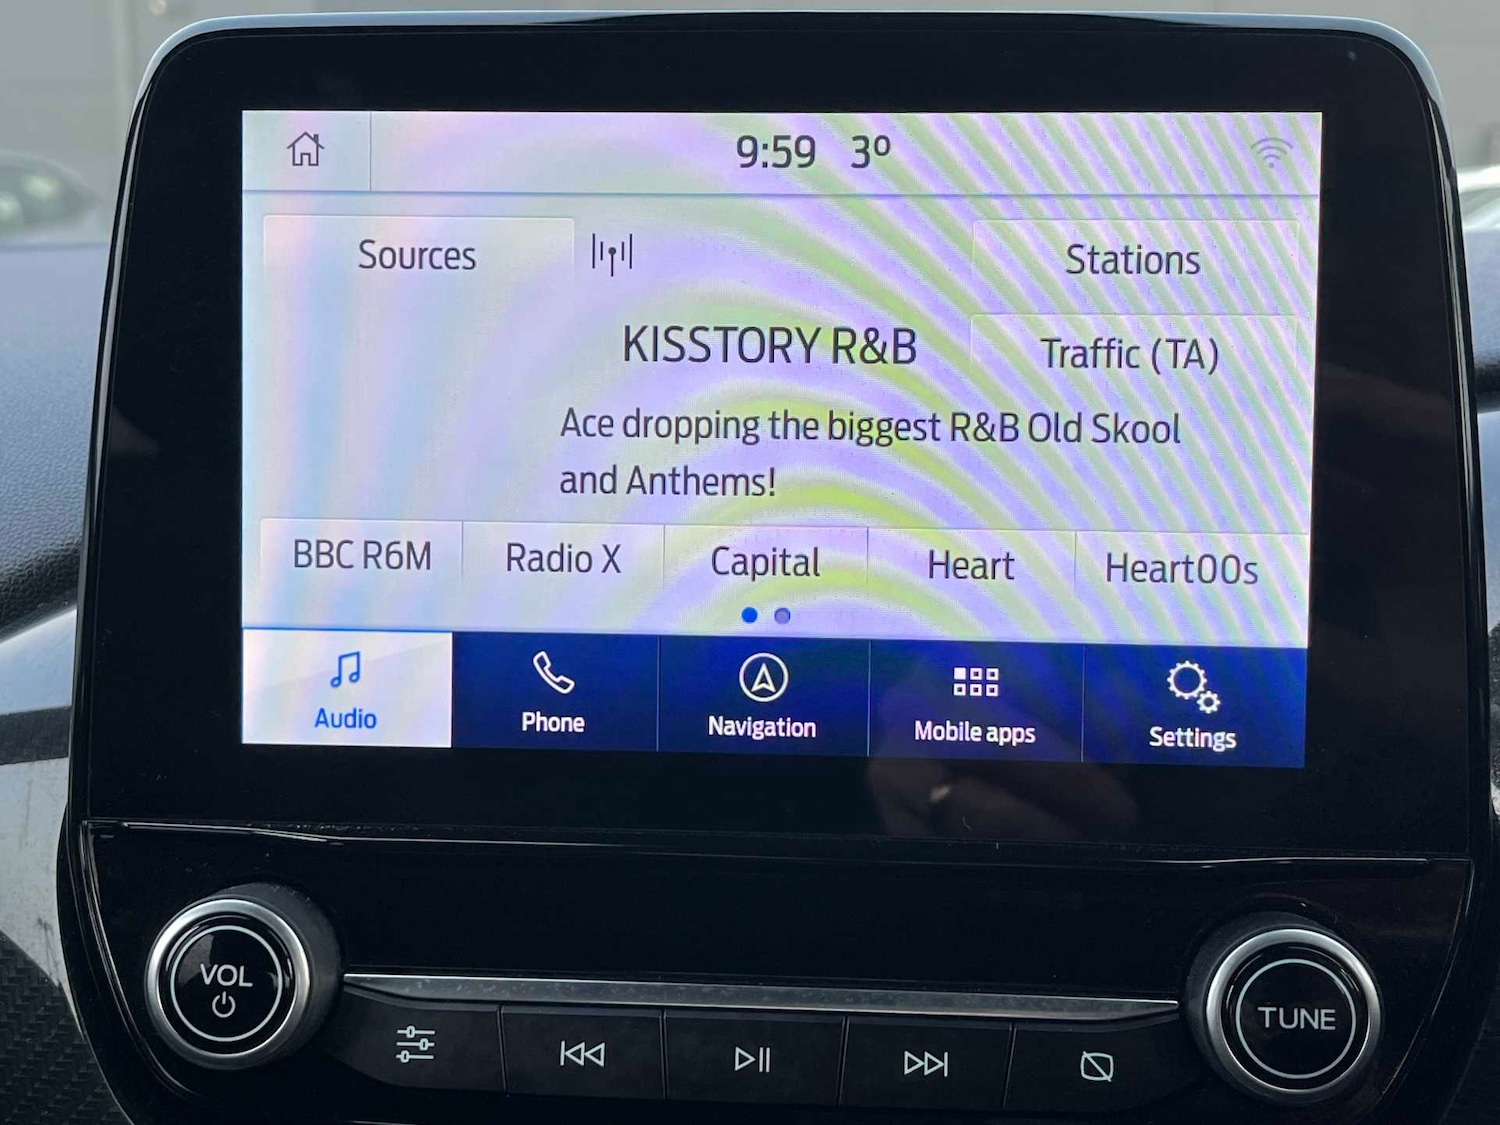 9:59 3º
Sources
Stations
KISSTORY R&B
Traffic (TA)
Ace dropping the biggest R&B Old Skool
and Anthems!
BBC R6M Radio X Capital Heart Heart00s
Audio Phone Navigation Mobile apps Settings
VOL
TUNE